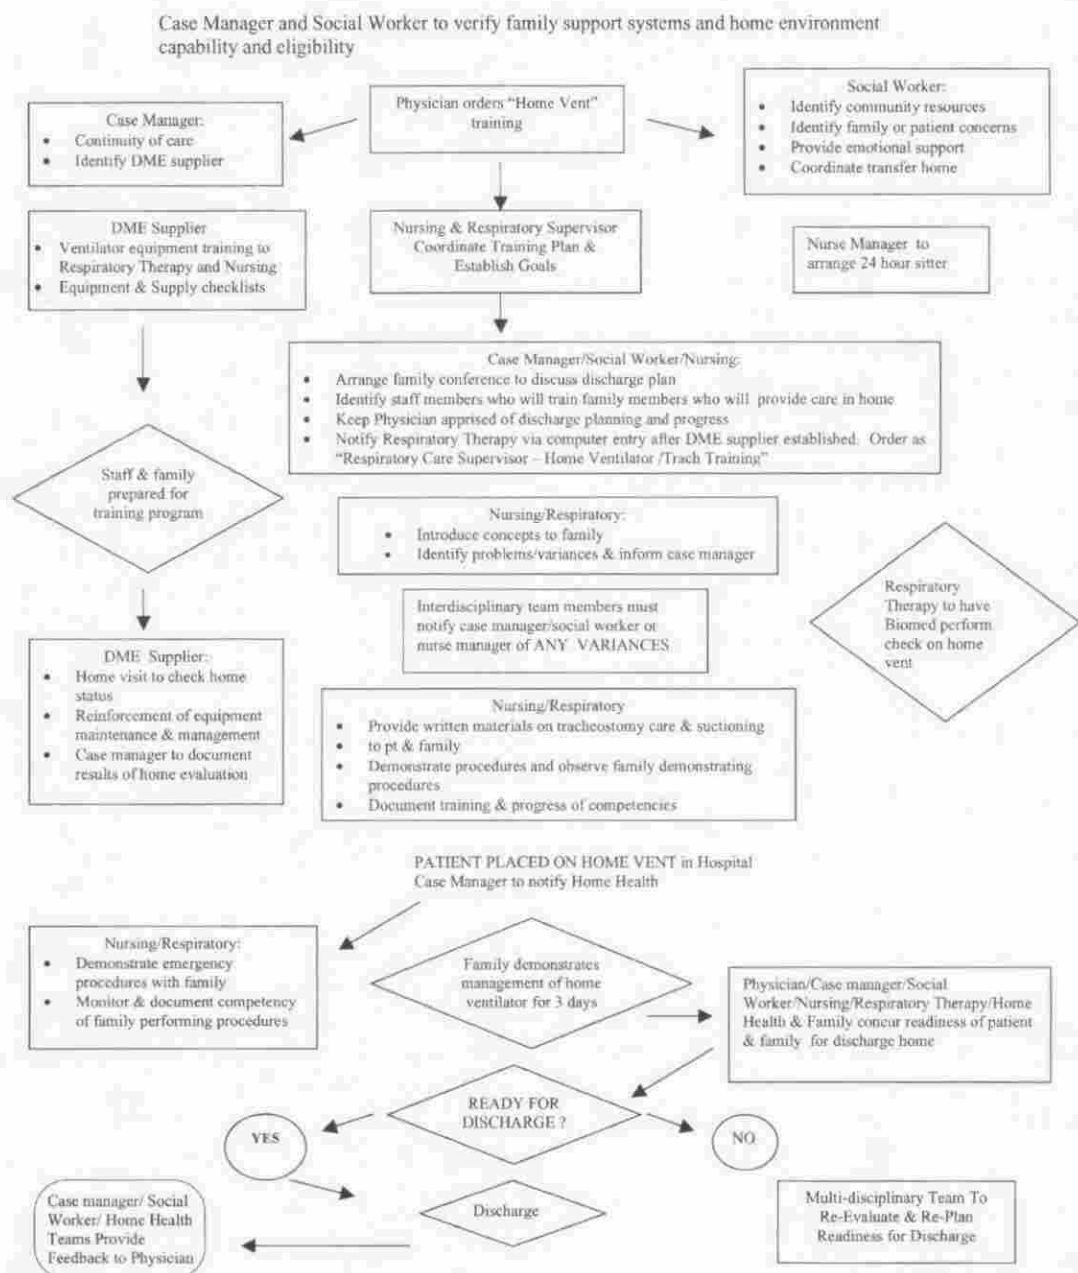 Case Manager and Social Worker to verify family support systems and home environment
capability and eligibility
Case Manager:
• Continuity of care
• Identify DME supplier
Physician orders “Home Vent”
training
Social Worker:
• Identify community resources
• Identify family or patient concerns
• Provide emotional support
• Coordinate transfer home
DME Supplier
• Ventilator equipment training to
Respiratory Therapy and Nursing
• Equipment & Supply checklists
Nursing & Respiratory Supervisor
Coordinate Training Plan &
Establish Goals
Nurse Manager to
arrange 24 hour sitter
Case Manager/Social Worker/Nursing:
• Arrange family conference to discuss discharge plan
• Identify staff members who will train family members who will provide care in home
• Keep Physician apprised of discharge planning and progress
• Notify Respiratory Therapy via computer entry after DME supplier established. Order as
“Respiratory Care Supervisor – Home Ventilator /Trach Training”
Staff & family
prepared for
training program
Nursing/Respiratory:
• Introduce concepts to family
• Identify problems/variances & inform case manager
Interdisciplinary team members must
notify case manager/social worker or
nurse manager of ANY VARIANCES
Respiratory
Therapy to have
Biomed perform
check on home
vent
DME Supplier:
• Home visit to check home
status
• Reinforcement of equipment
maintenance & management
• Case manager to document
results of home evaluation
Nursing/Respiratory
• Provide written materials on tracheostomy care & suctioning
• to pt & family
• Demonstrate procedures and observe family demonstrating
procedures
• Document training & progress of competencies
PATIENT PLACED ON HOME VENT in Hospital
Case Manager to notify Home Health
Nursing/Respiratory:
• Demonstrate emergency
procedures with family
• Monitor & document competency
of family performing procedures
Family demonstrates
management of home
ventilator for 3 days
Physician/Case manager/Social
Worker/Nursing/Respiratory Therapy/Home
Health & Family concur readiness of patient
& family for discharge home
READY FOR
DISCHARGE ?
YES
NO
Discharge
Case manager/ Social
Worker/ Home Health
Teams Provide
Feedback to Physician
Multi-disciplinary Team To
Re-Evaluate & Re-Plan
Readiness for Discharge